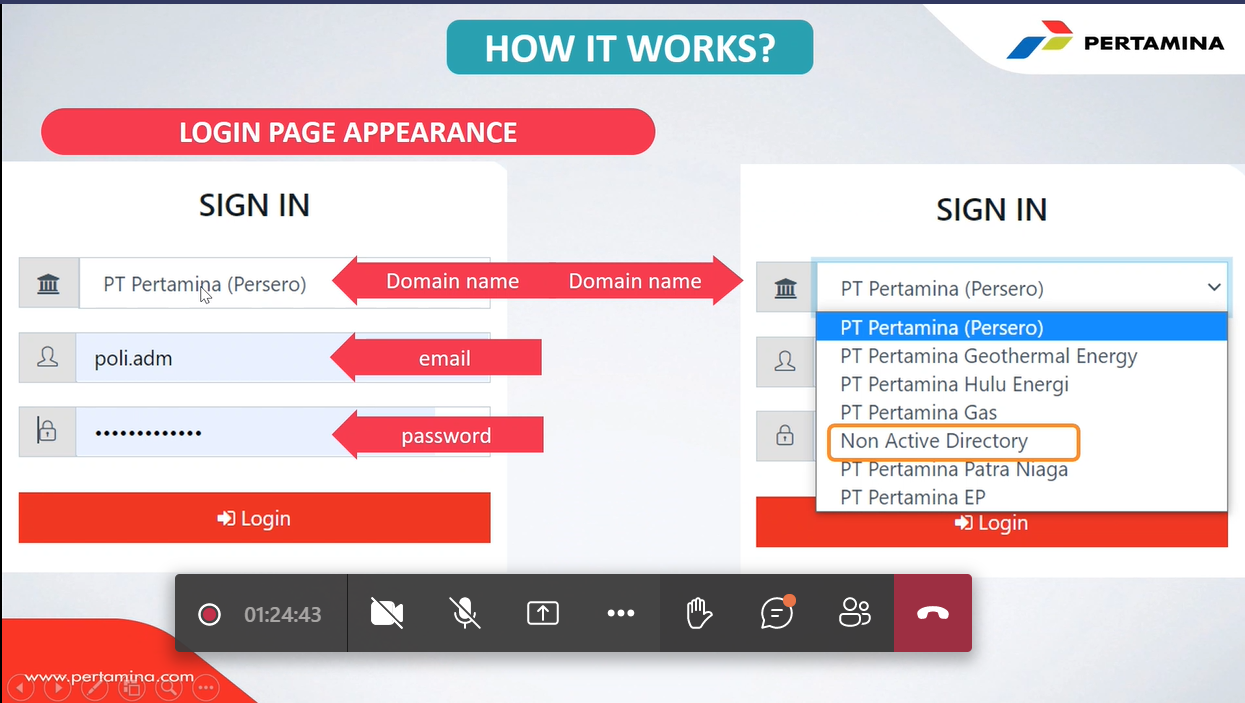 HOW IT WORKS?
PERTAMINA
LOGIN PAGE APPEARANCE
SIGN IN
PT Pertamina (Persero)
Domain name
poli.adm
email
•••••••••••••
password
Login
Domain name
SIGN IN
PT Pertamina (Persero)
PT Pertamina (Persero)
PT Pertamina Geothermal Energy
PT Pertamina Hulu Energi
PT Pertamina Gas
Non Active Directory
PT Pertamina Patra Niaga
PT Pertamina EP
Login
01:24:43
www.pertamina.com